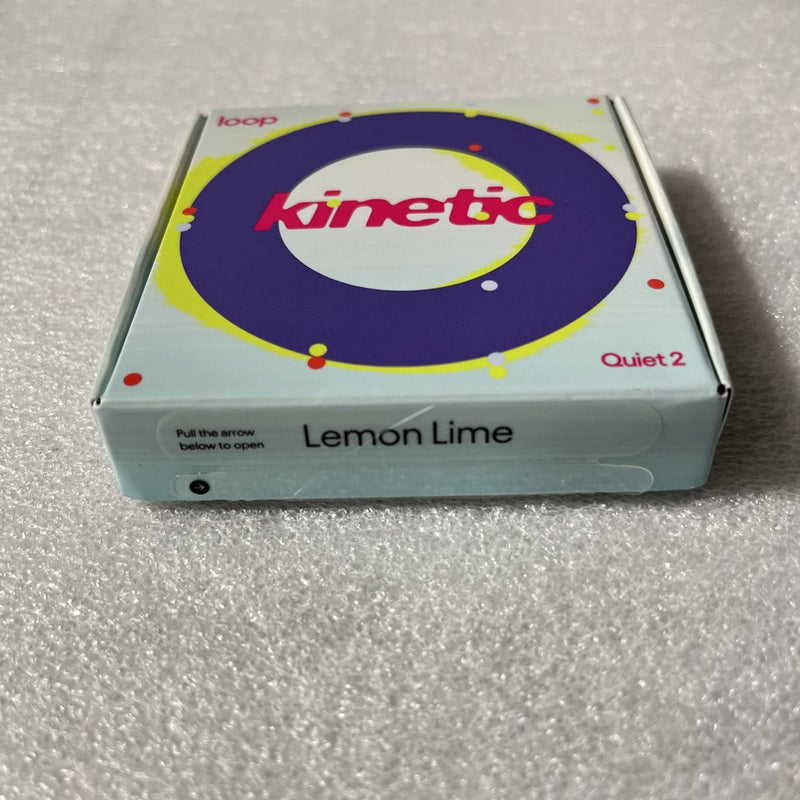 loop
kinetic
Quiet 2
Pull the arrow
below to open
Lemon Lime